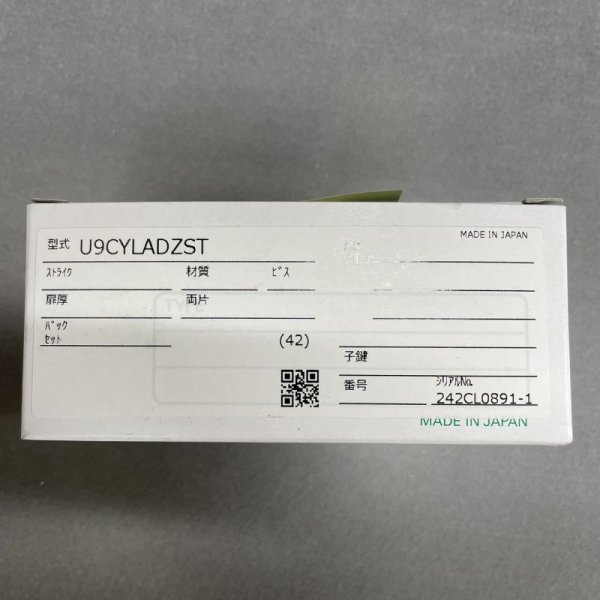 MADE IN JAPAN
型式 U9CYLADZST
ｽﾄﾗｲｸ 材質 ﾋﾞｽ
扉厚 両片
ﾊﾞｯｸ
ｾｯﾄ (42)
子鍵
番号 ｼﾘｱﾙNo.
242CL0891-1
MADE IN JAPAN